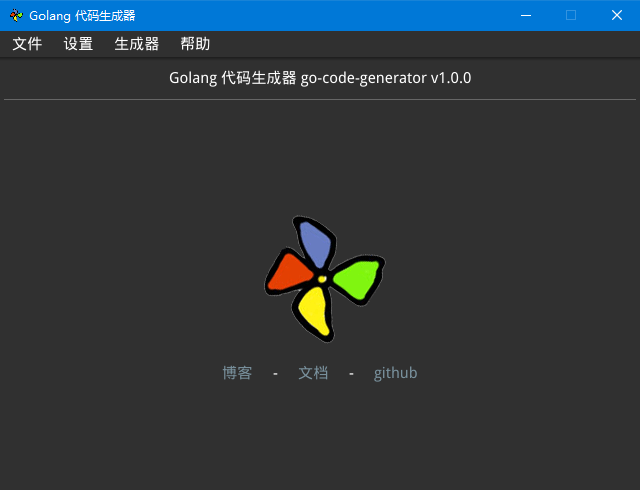 Golang 代码生成器
文件 设置 生成器 帮助
Golang 代码生成器 go-code-generator v1.0.0
博客 - 文档 - github